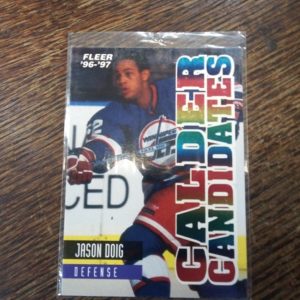 FLEER
'96-'97
CALDER
CANDIDATES
CED
JASON DOIG
DEFENSE